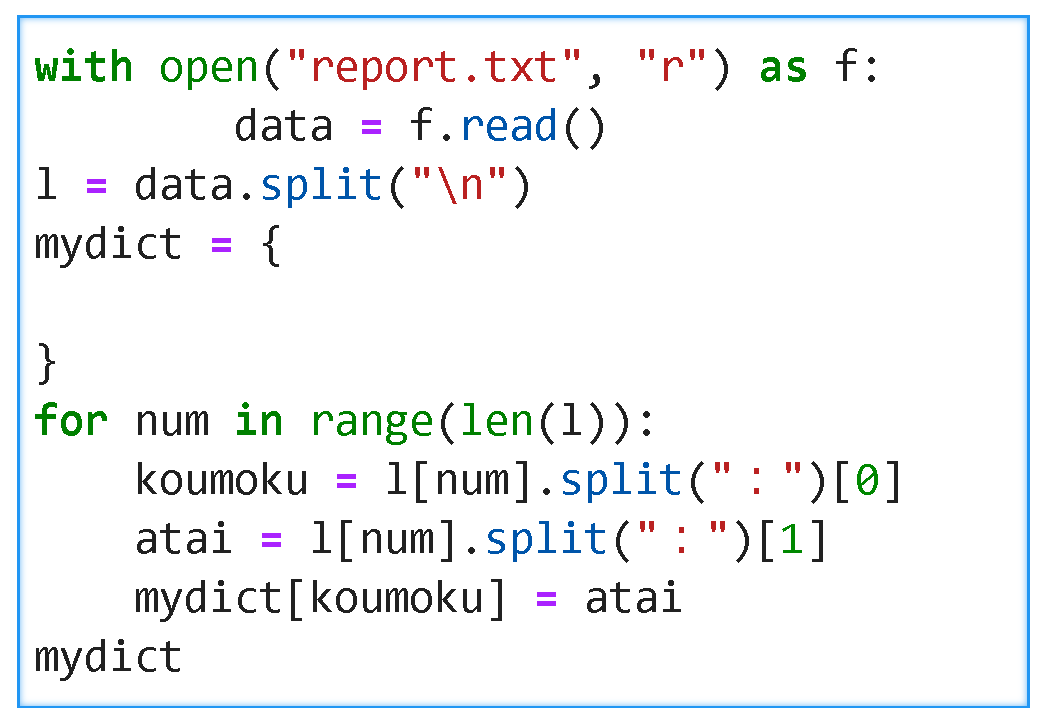 with open("report.txt", "r") as f:
        data = f.read()
l = data.split("\n")
mydict = {

}
for num in range(len(l)):
    koumoku = l[num].split("：")[0]
    atai = l[num].split("：")[1]
    mydict[koumoku] = atai
mydict